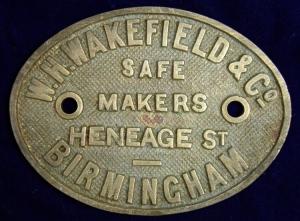 W.H. WAKEFIELD & Co
SAFE
MAKERS
HENEAGE ST
BIRMINGHAM